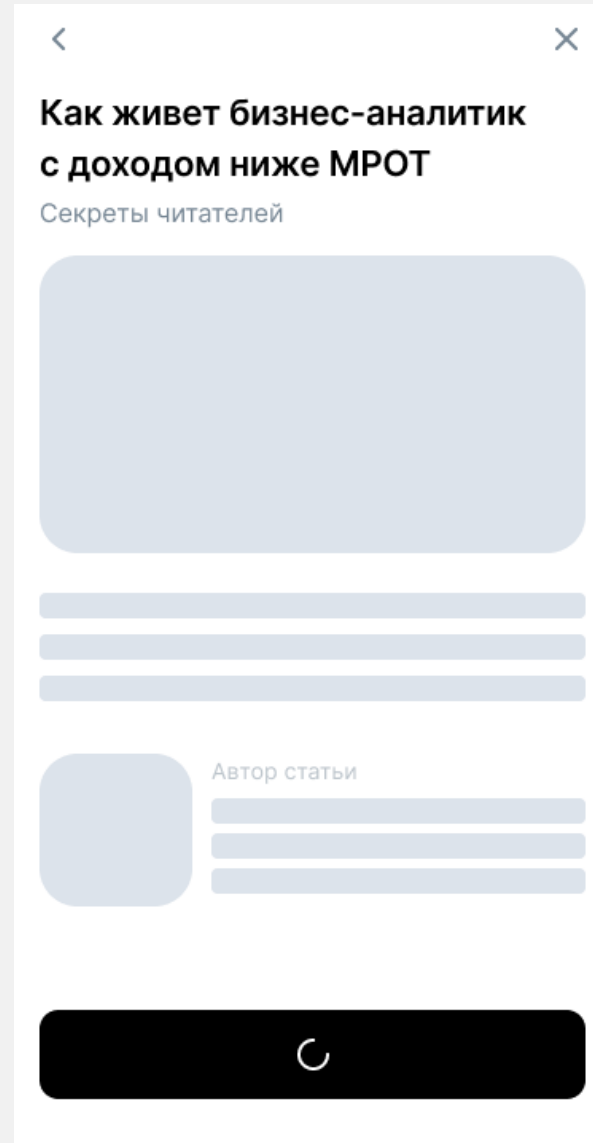 Как живет бизнес-аналитик
с доходом ниже МРОТ
Секреты читателей
Автор статьи